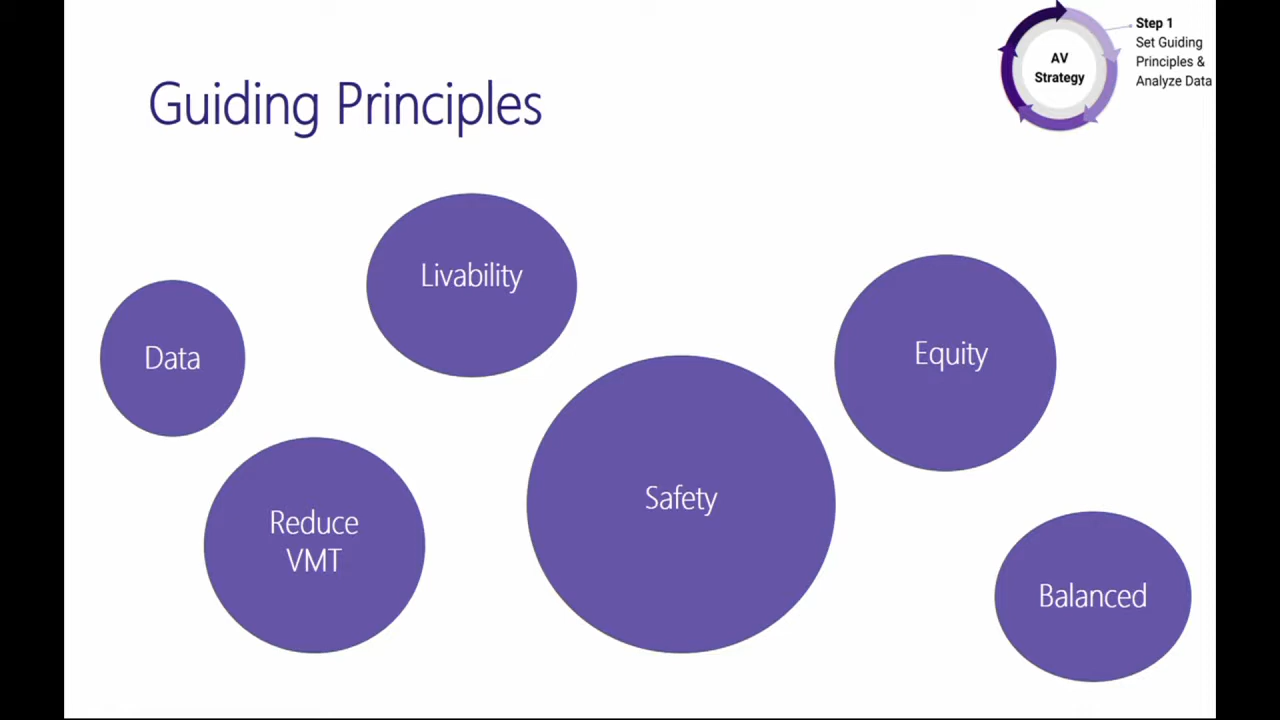 Guiding Principles
AV
Strategy
Step 1
Set Guiding
Principles &
Analyze Data
Livability
Data
Equity
Reduce
VMT
Safety
Balanced